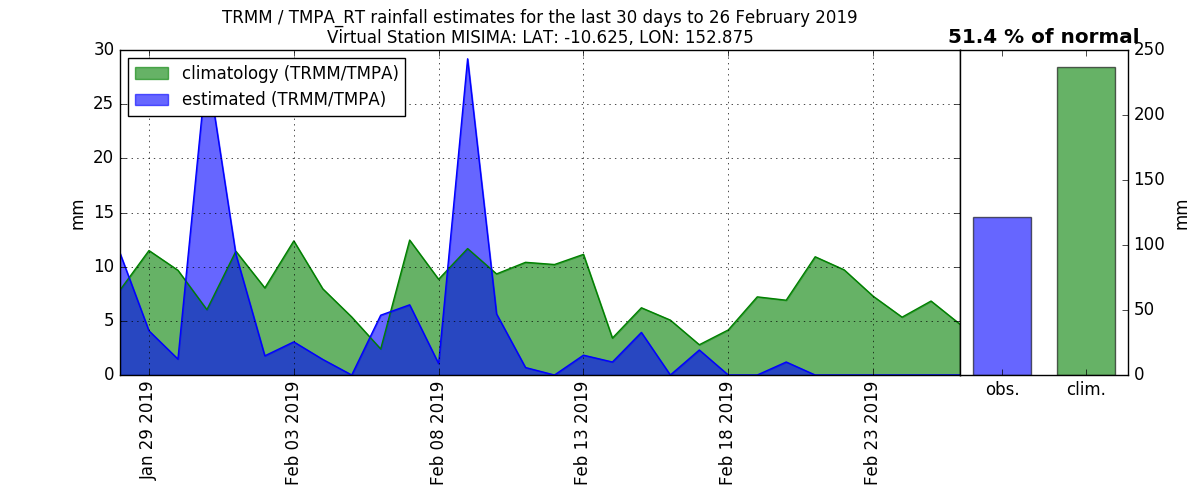 TRMM / TMPA_RT rainfall estimates for the last 30 days to 26 February 2019
Virtual Station MISIMA: LAT: -10.625, LON: 152.875
51.4 % of normal
climatology (TRMM/TMPA)
estimated (TRMM/TMPA)
30
25
20
15
10
5
0
mm
Jan 29 2019
Feb 03 2019
Feb 08 2019
Feb 13 2019
Feb 18 2019
Feb 23 2019
250
200
150
100
50
0
mm
obs.
clim.